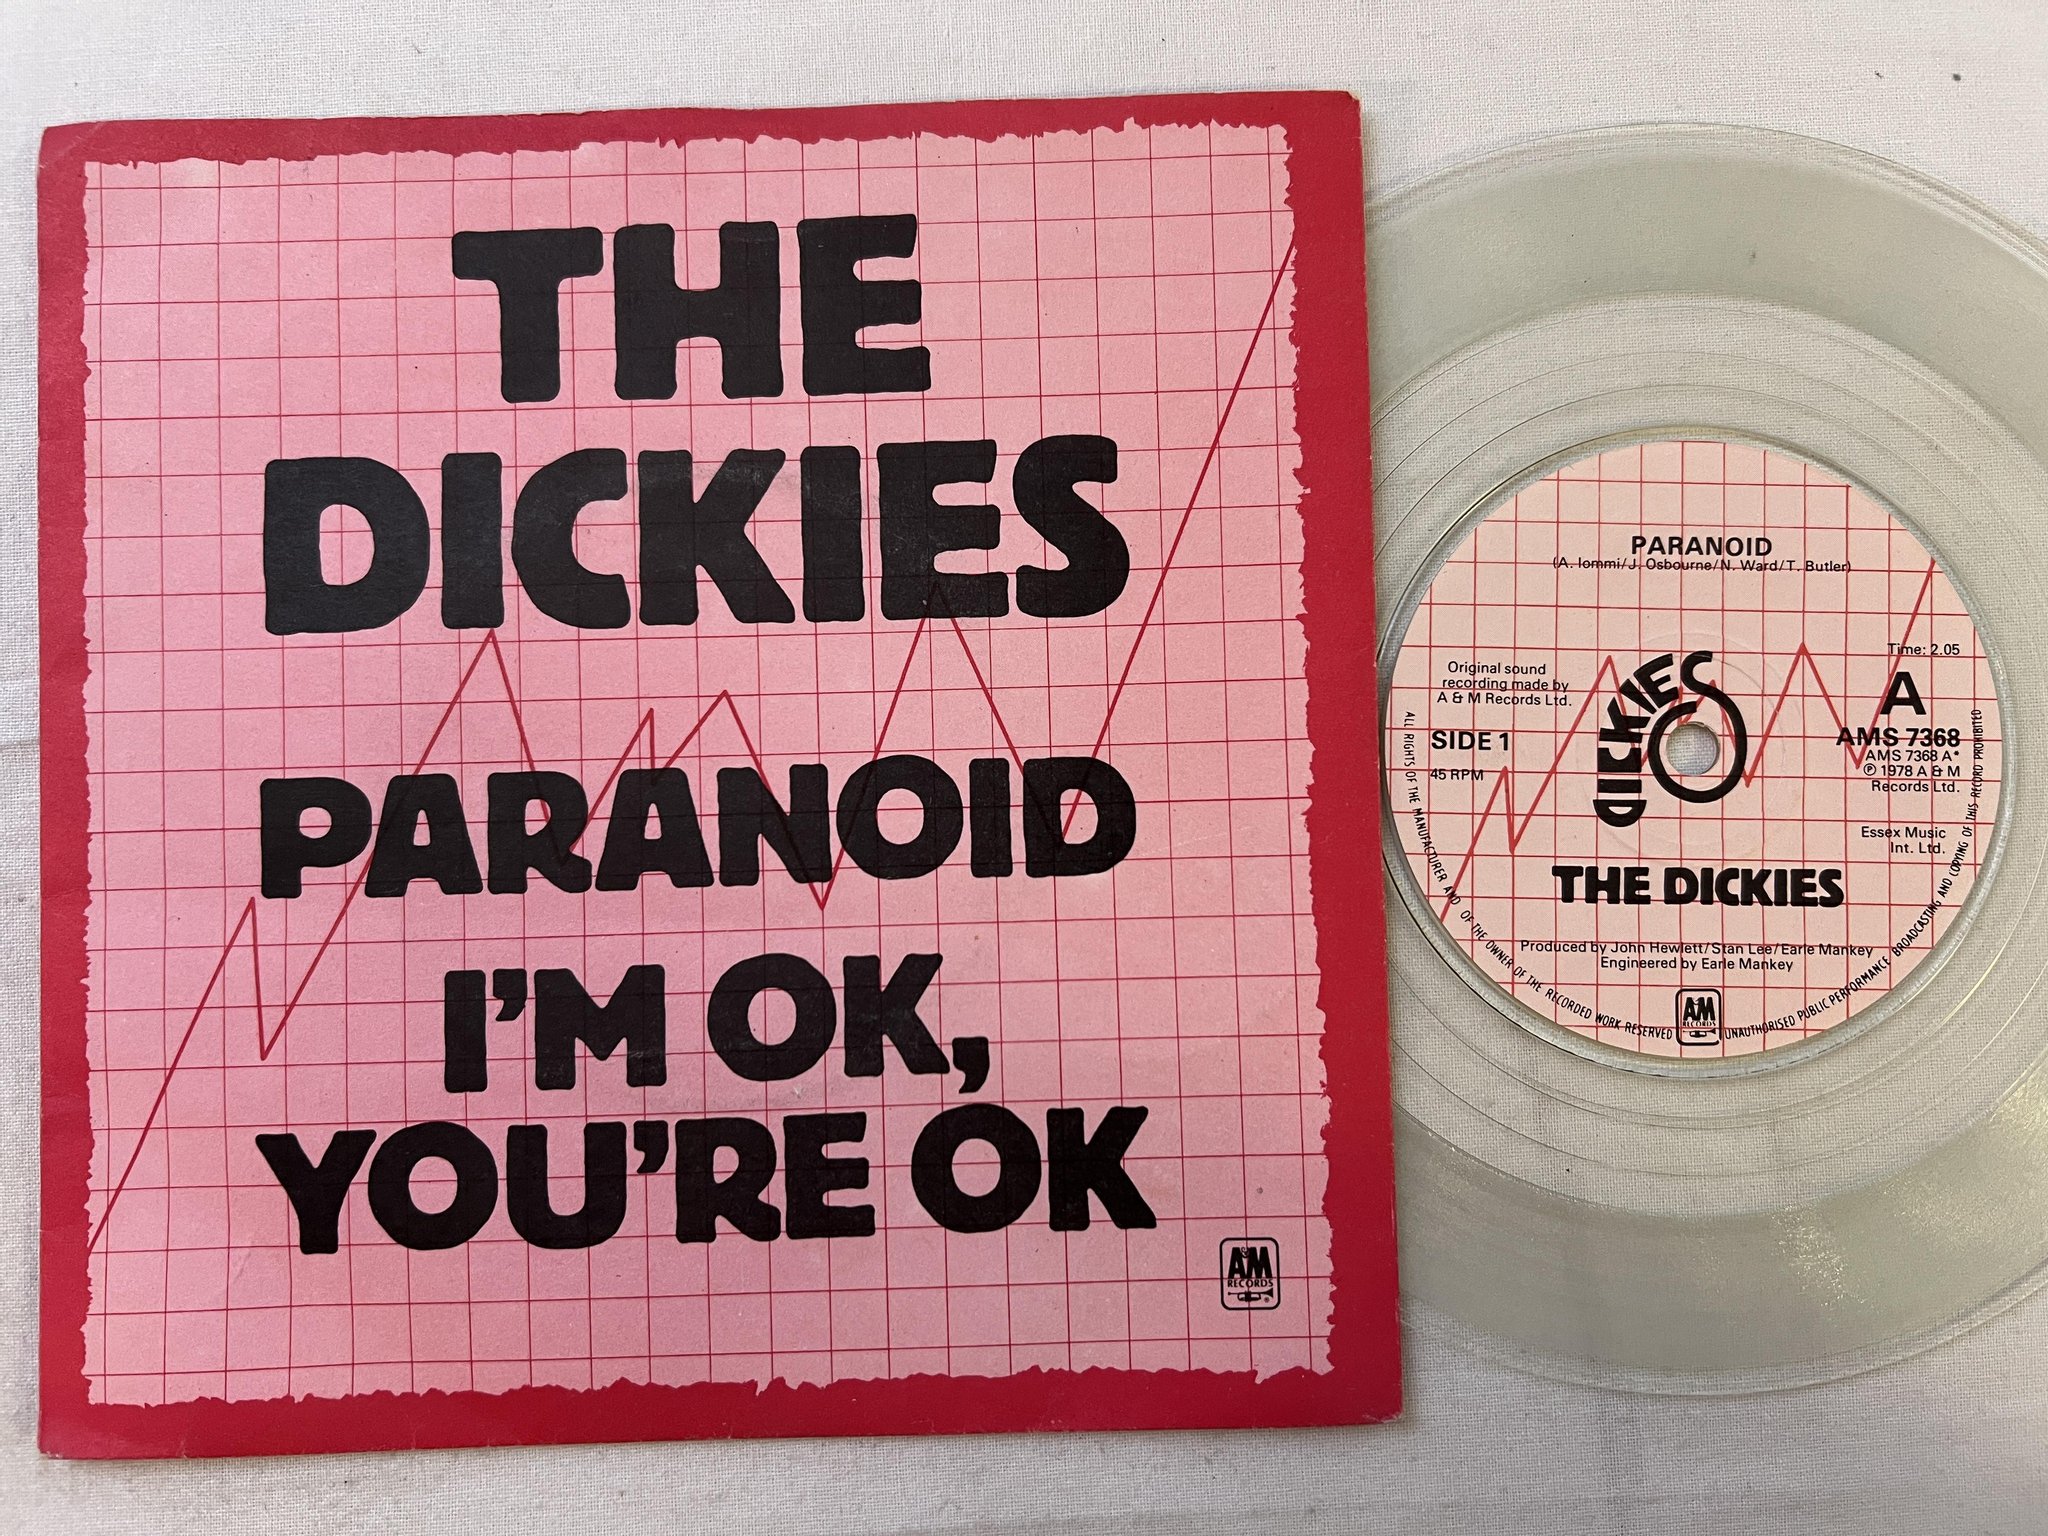 THE
DICKIES
PARANOID
I'M OK,
YOU'RE OK
A&M
RECORDS
®
PARANOID
(A. Iommi/J. Osbourne/N. Ward/T. Butler)
Time: 2.05
Original sound
recording made by
A & M Records Ltd.
A
SIDE 1
45 RPM
DICKIES
AMS 7368
AMS 7368 A*
℗ 1978 A & M
Records Ltd.
Essex Music
Int. Ltd.
THE DICKIES
Produced by John Hewlett/Stan Lee/Earle Mankey
Engineered by Earle Mankey
ALL RIGHTS OF THE MANUFACTURER AND OF THE OWNER OF THE RECORDED WORK RESERVED
A&M
RECORDS
UNAUTHORISED PUBLIC PERFORMANCE BROADCASTING AND COPYING OF THIS RECORD PROHIBITED